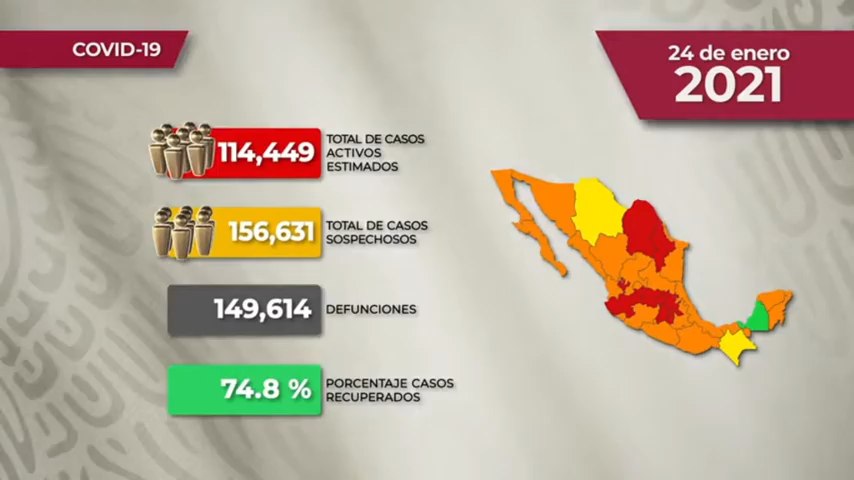 COVID-19
24 de enero
2021
114,449
TOTAL DE CASOS
ACTIVOS
ESTIMADOS
156,631
TOTAL DE CASOS
SOSPECHOSOS
149,614
DEFUNCIONES
74.8 %
PORCENTAJE CASOS
RECUPERADOS